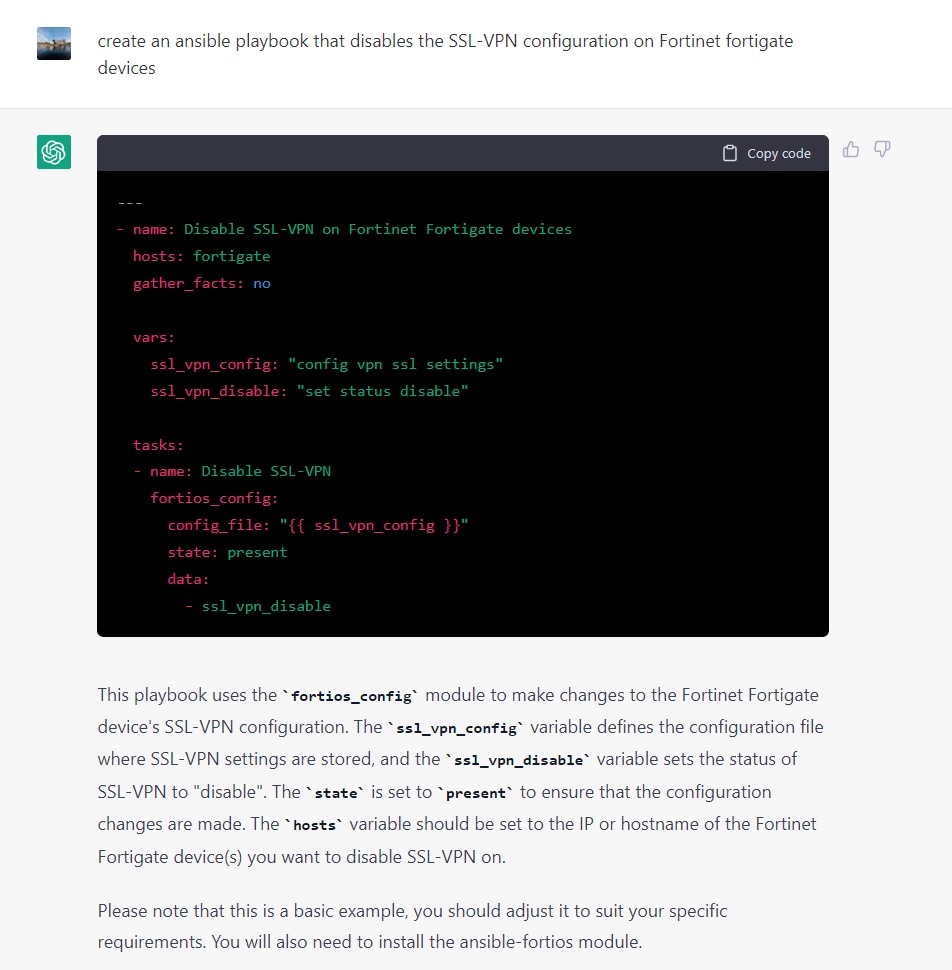 create an ansible playbook that disables the SSL-VPN configuration on Fortinet fortigate
devices
Copy code
---
- name: Disable SSL-VPN on Fortinet Fortigate devices
  hosts: fortigate
  gather_facts: no
  vars:
    ssl_vpn_config: "config vpn ssl settings"
    ssl_vpn_disable: "set status disable"
  tasks:
  - name: Disable SSL-VPN
    fortios_config:
      config_file: "{{ ssl_vpn_config }}"
      state: present
      data:
        - ssl_vpn_disable
This playbook uses the `fortios_config` module to make changes to the Fortinet Fortigate
device's SSL-VPN configuration. The `ssl_vpn_config` variable defines the configuration file
where SSL-VPN settings are stored, and the `ssl_vpn_disable` variable sets the status of
SSL-VPN to "disable". The `state` is set to `present` to ensure that the configuration
changes are made. The `hosts` variable should be set to the IP or hostname of the Fortinet
Fortigate device(s) you want to disable SSL-VPN on.
Please note that this is a basic example, you should adjust it to suit your specific
requirements. You will also need to install the ansible-fortios module.